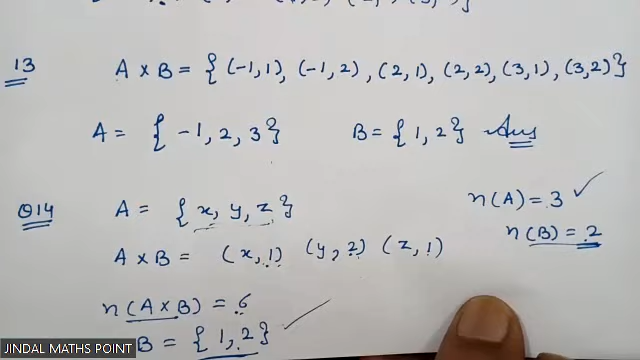 13 A × B = { (-1, 1), (-1, 2), (2, 1), (2, 2), (3, 1), (3, 2) }
A = { -1, 2, 3 } B = { 1, 2 } Ans
n(A) = 3 ✓
Q14 A = { x, y, z }
n(B) = 2
A × B = (x, 1) (y, 2) (z, 1)
n(A × B) = 6
B = { 1, 2 } ✓
JINDAL MATHS POINT